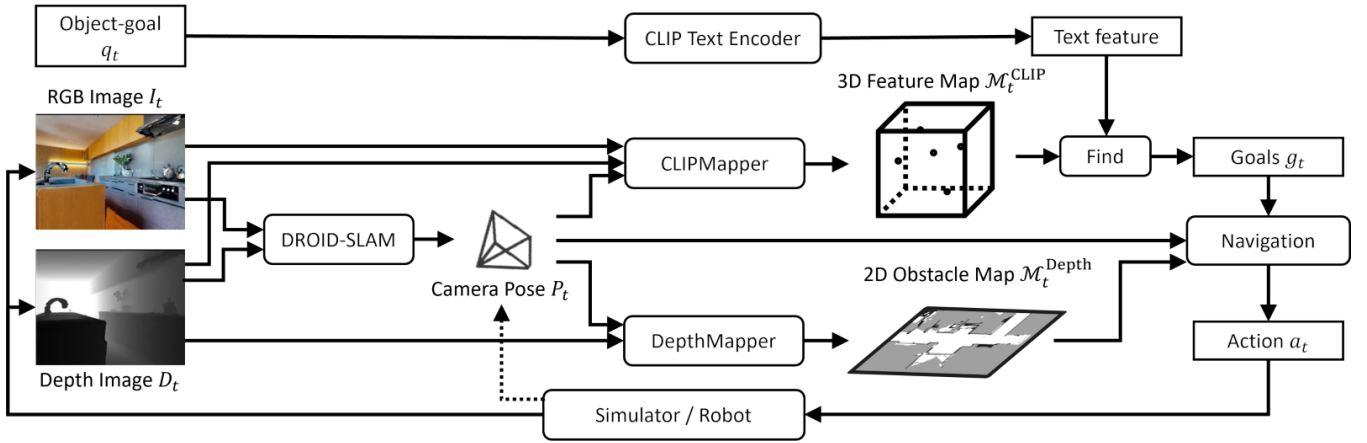 Object-goal
q_t
CLIP Text Encoder
Text feature
RGB Image I_t
3D Feature Map ℳ_t^CLIP
CLIPMapper
Find
Goals g_t
DROID-SLAM
Navigation
Camera Pose P_t
2D Obstacle Map ℳ_t^Depth
DepthMapper
Action a_t
Depth Image D_t
Simulator / Robot